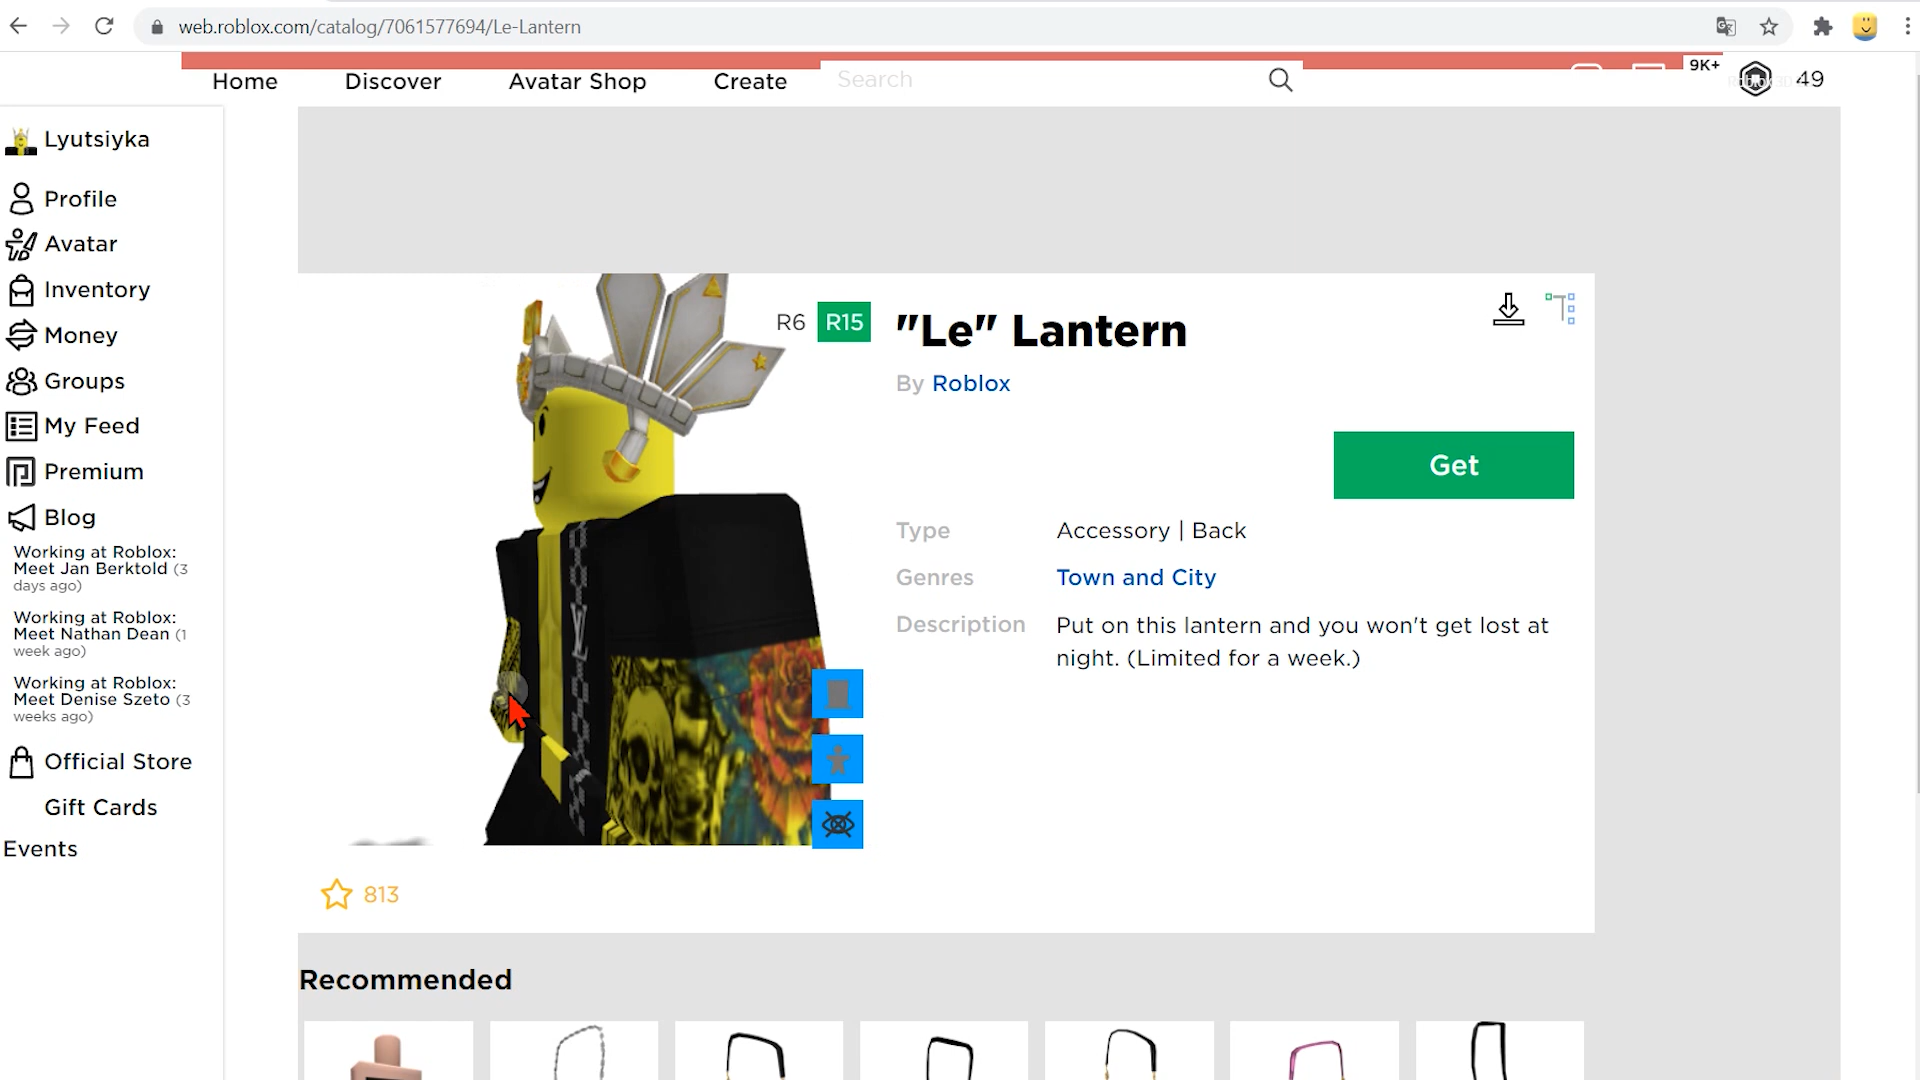 web.roblox.com/catalog/7061577694/Le-Lantern
Home
Discover
Avatar Shop
Create
Search
9K+
49
Lyutsiyka
Profile
Avatar
Inventory
Money
Groups
My Feed
Premium
Blog
Working at Roblox:
Meet Jan Berktold (3
days ago)
Working at Roblox:
Meet Nathan Dean (1
week ago)
Working at Roblox:
Meet Denise Szeto (3
weeks ago)
Official Store
Gift Cards
Events
R6
R15
"Le" Lantern
By Roblox
Get
Type
Accessory | Back
Genres
Town and City
Description
Put on this lantern and you won't get lost at
night. (Limited for a week.)
813
Recommended